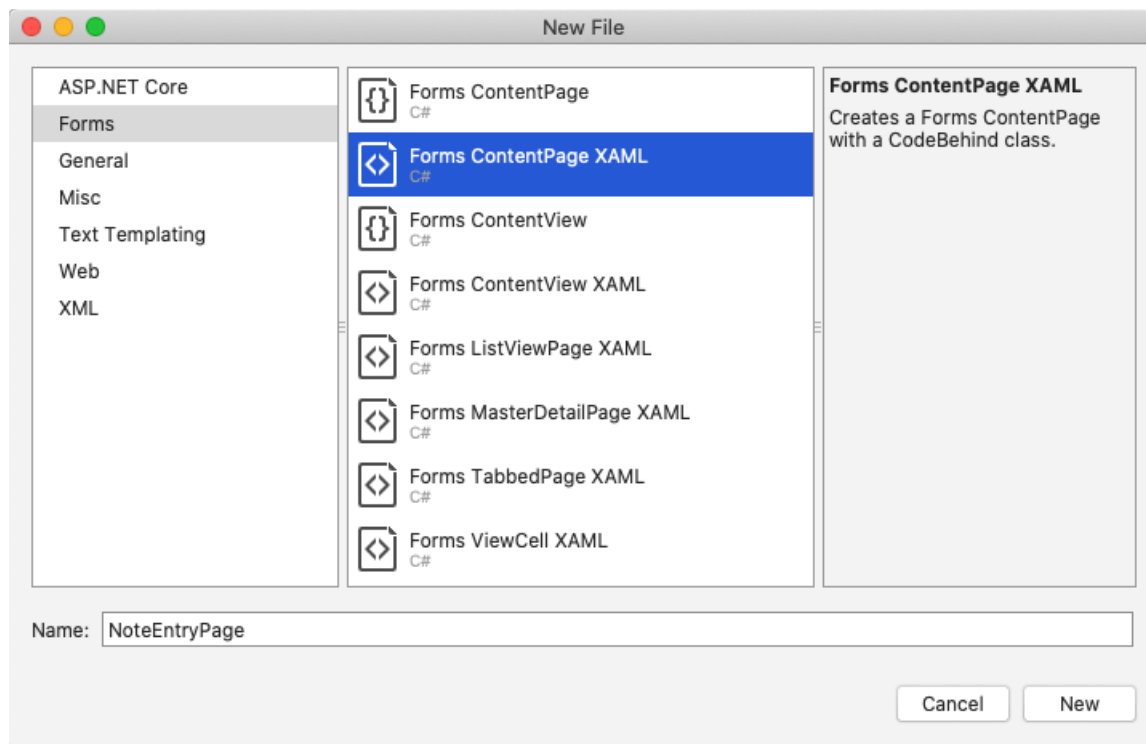 New File
ASP.NET Core
Forms
General
Misc
Text Templating
Web
XML
Forms ContentPage
C#
Forms ContentPage XAML
C#
Forms ContentView
C#
Forms ContentView XAML
C#
Forms ListViewPage XAML
C#
Forms MasterDetailPage XAML
C#
Forms TabbedPage XAML
C#
Forms ViewCell XAML
C#
Forms ContentPage XAML
Creates a Forms ContentPage
with a CodeBehind class.
Name: NoteEntryPage
Cancel New